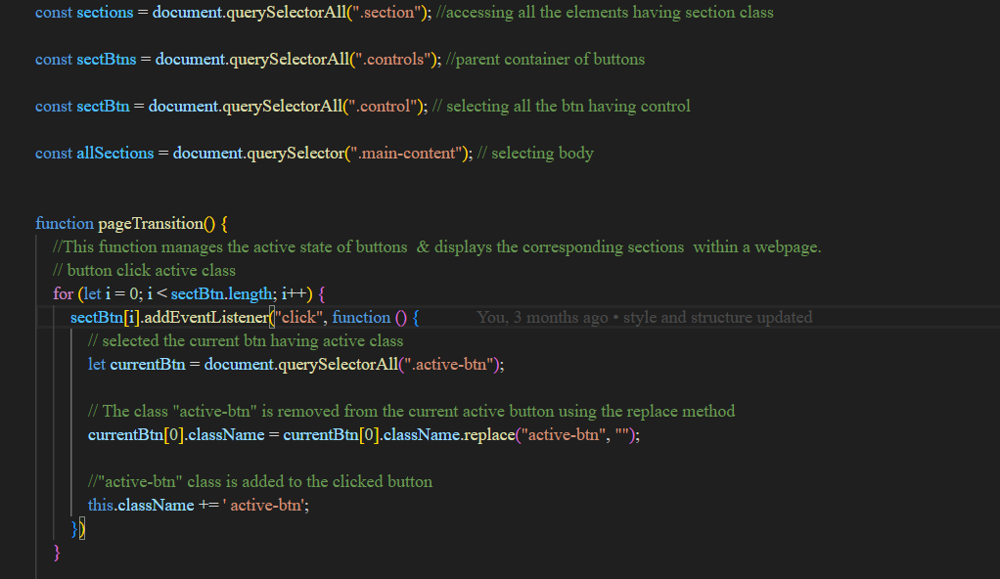 const sections = document.querySelectorAll(".section"); //accessing all the elements having section class
const sectBtns = document.querySelectorAll(".controls"); //parent container of buttons
const sectBtn = document.querySelectorAll(".control"); // selecting all the btn having control
const allSections = document.querySelector(".main-content"); // selecting body
function pageTransition() {
//This function manages the active state of buttons  & displays the corresponding sections  within a webpage.
// button click active class
for (let i = 0; i < sectBtn.length; i++) {
sectBtn[i].addEventListener("click", function () {    You, 3 months ago • style and structure updated
// selected the current btn having active class
let currentBtn = document.querySelectorAll(".active-btn");
// The class "active-btn" is removed from the current active button using the replace method
currentBtn[0].className = currentBtn[0].className.replace("active-btn", "");
//"active-btn" class is added to the clicked button
this.className += ' active-btn';
})
}